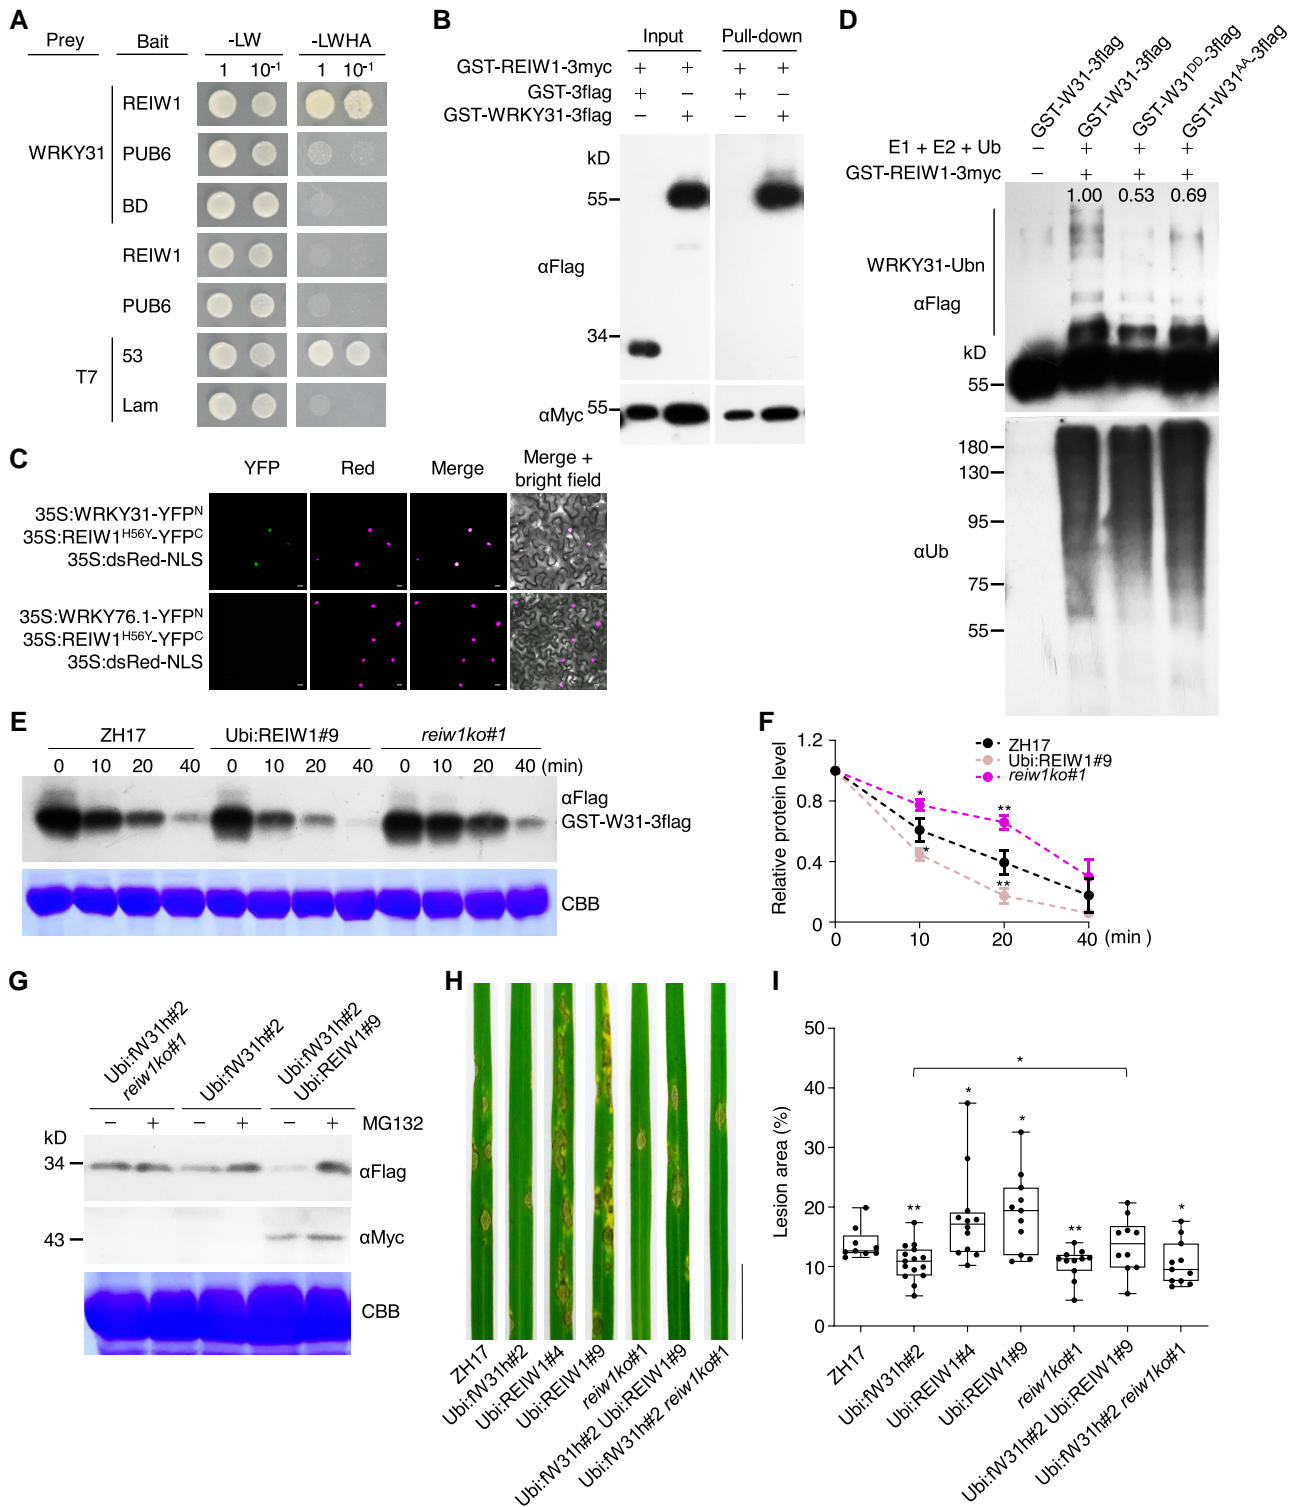 A
Prey Bait -LW -LWHA
1 10⁻¹ 1 10⁻¹
REIW1
WRKY31 PUB6
BD
REIW1
PUB6
53
T7
Lam
B
Input Pull-down
GST-REIW1-3myc + + + +
GST-3flag + − + −
GST-WRKY31-3flag − + − +
kD
55
αFlag
34
αMyc 55
C
YFP Red Merge Merge +
bright field
35S:WRKY31-YFPᴺ
35S:REIW1ᴴ⁵⁶ʸ-YFPᶜ
35S:dsRed-NLS
35S:WRKY76.1-YFPᴺ
35S:REIW1ᴴ⁵⁶ʸ-YFPᶜ
35S:dsRed-NLS
D
GST-W31-3flag
GST-W31-3flag
GST-W31ᴰᴰ-3flag
GST-W31ᴬᴬ-3flag
E1 + E2 + Ub − + + +
GST-REIW1-3myc − + + +
1.00 0.53 0.69
WRKY31-Ubn
αFlag
kD
55
180
130
95
αUb
75
55
E
ZH17 Ubi:REIW1#9 reiw1ko#1
0 10 20 40 0 10 20 40 0 10 20 40 (min)
αFlag
GST-W31-3flag
CBB
F
Relative protein level
1.2
0.8
0.4
0
0 10 20 40 (min )
ZH17
Ubi:REIW1#9
reiw1ko#1
* **
* **
G
Ubi:fW31h#2
reiw1ko#1
Ubi:fW31h#2
Ubi:fW31h#2
Ubi:REIW1#9
− + − + − + MG132
kD
34 αFlag
43 αMyc
CBB
H
ZH17
Ubi:fW31h#2
Ubi:REIW1#4
Ubi:REIW1#9
reiw1ko#1
Ubi:fW31h#2 Ubi:REIW1#9
Ubi:fW31h#2 reiw1ko#1
I
Lesion area (%)
50
40
30
20
10
0
*
** * * ** *
ZH17
Ubi:fW31h#2
Ubi:REIW1#4
Ubi:REIW1#9
reiw1ko#1
Ubi:fW31h#2 Ubi:REIW1#9
Ubi:fW31h#2 reiw1ko#1